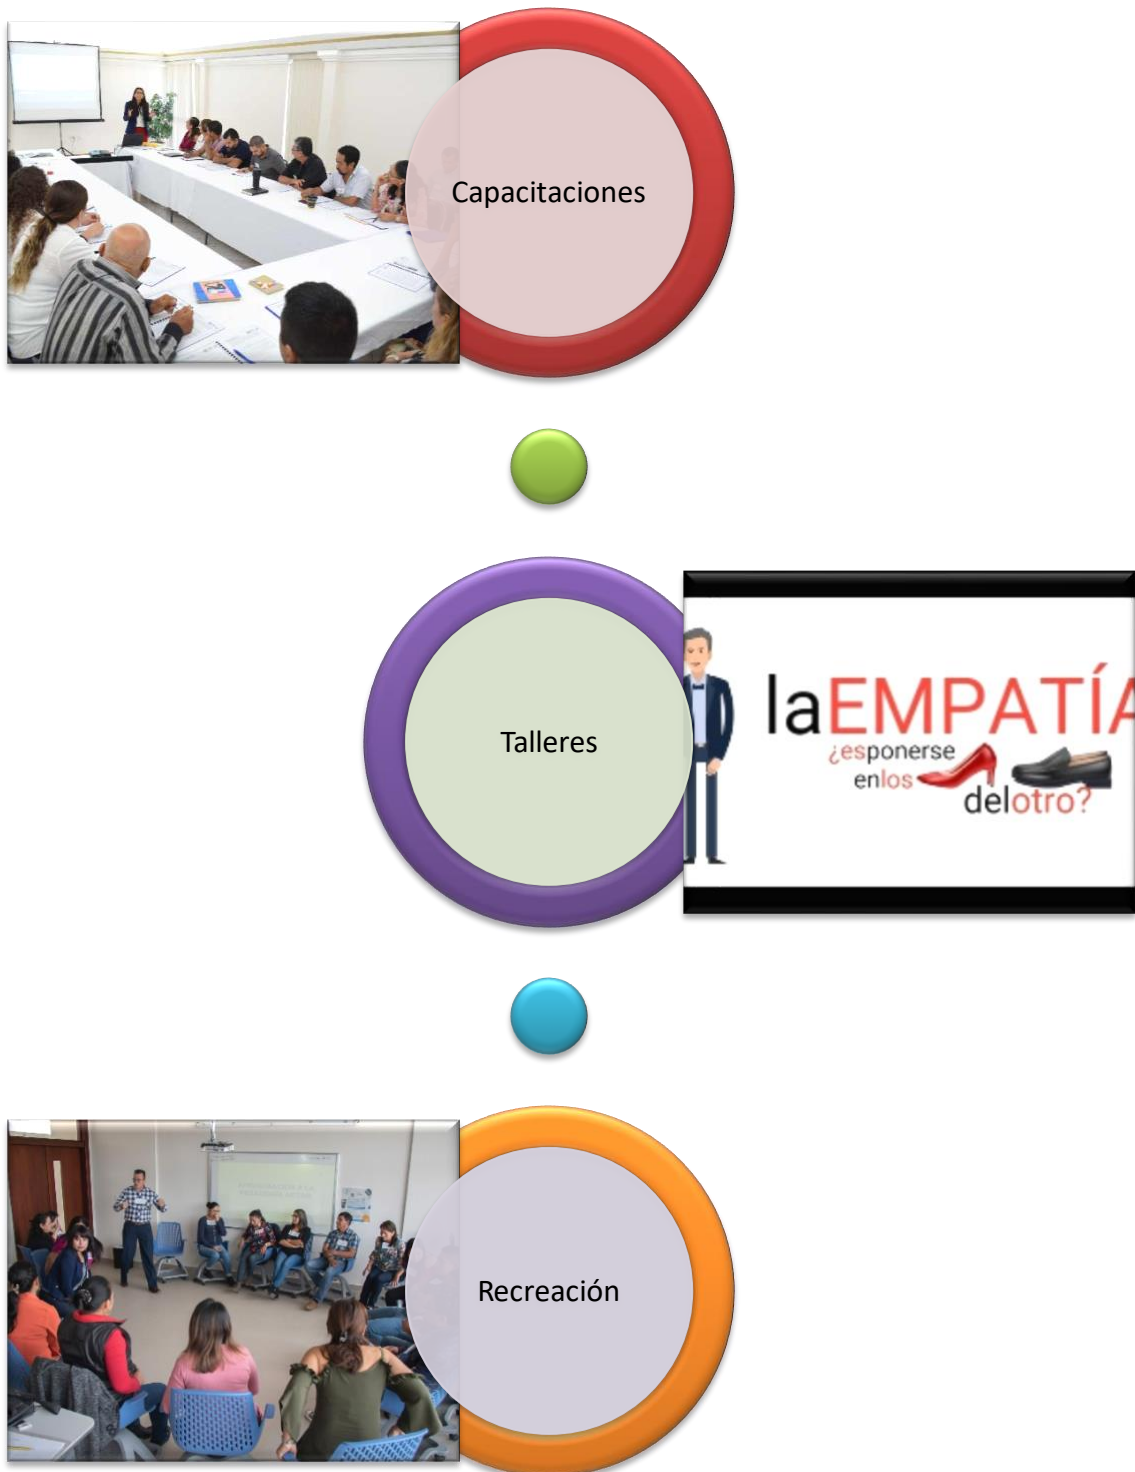 Capacitaciones
Talleres
laEMPATÍA
¿esponerse
enlos
delotro?
Recreación